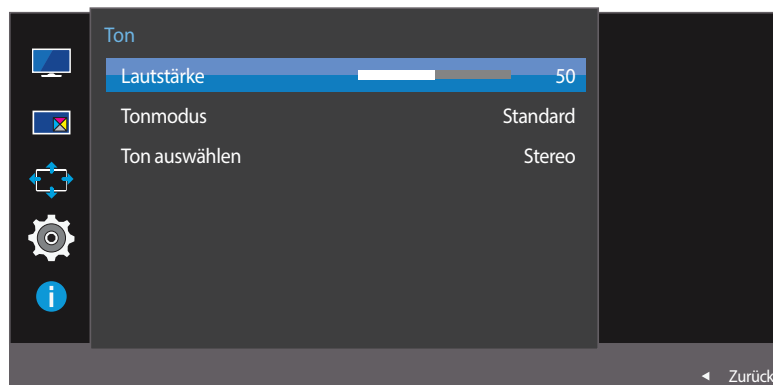 Ton
Lautstärke 50
Tonmodus Standard
Ton auswählen Stereo
i
Zurück